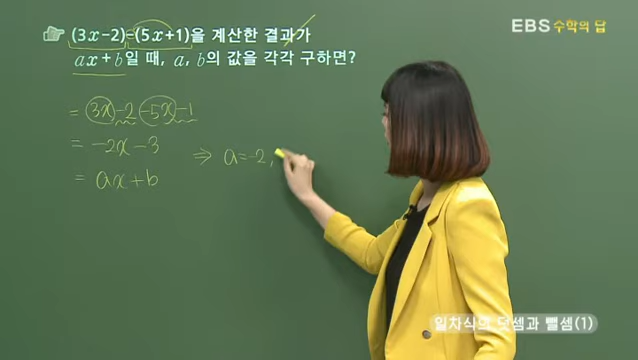 EBS 수학의 답
(3x-2)-(5x+1)을 계산한 결과가
ax+b일 때, a, b의 값을 각각 구하면?
= 3x-2-5x-1
= -2x-3
= ax+b
⇒ a=-2,
일차식의 덧셈과 뺄셈(1)